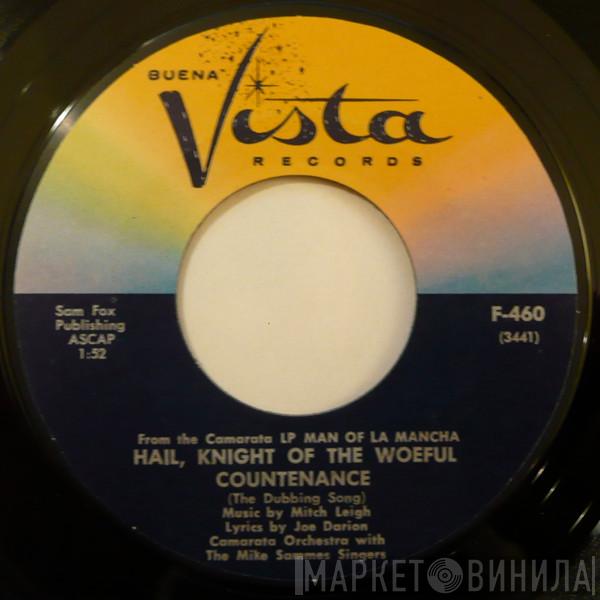 BUENA
Vista
RECORDS
Sam Fox
Publishing
ASCAP
1:52
F-460
(3441)
From the Camarata LP MAN OF LA MANCHA
HAIL, KNIGHT OF THE WOEFUL
COUNTENANCE
(The Dubbing Song)
Music by Mitch Leigh
Lyrics by Joe Darion
Camarata Orchestra with
The Mike Sammes Singers
МАРКЕТ ВИНИЛА